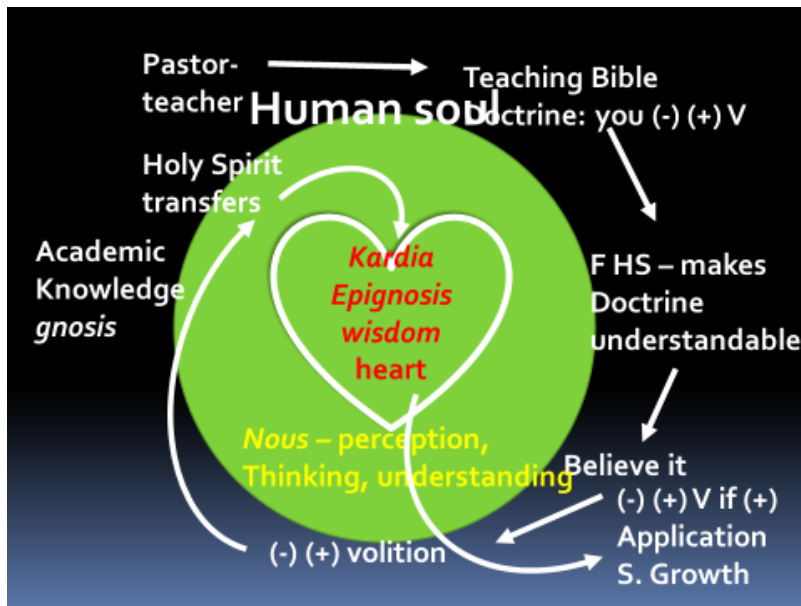 Pastor-
teacher
Human soul
Teaching Bible
Doctrine: you (-) (+) V
Holy Spirit
transfers
Academic
Knowledge
gnosis
Kardia
Epignosis
wisdom
heart
F HS – makes
Doctrine
understandable
Nous – perception,
Thinking, understanding
Believe it
(-) (+) V if (+)
Application
S. Growth
(-) (+) volition